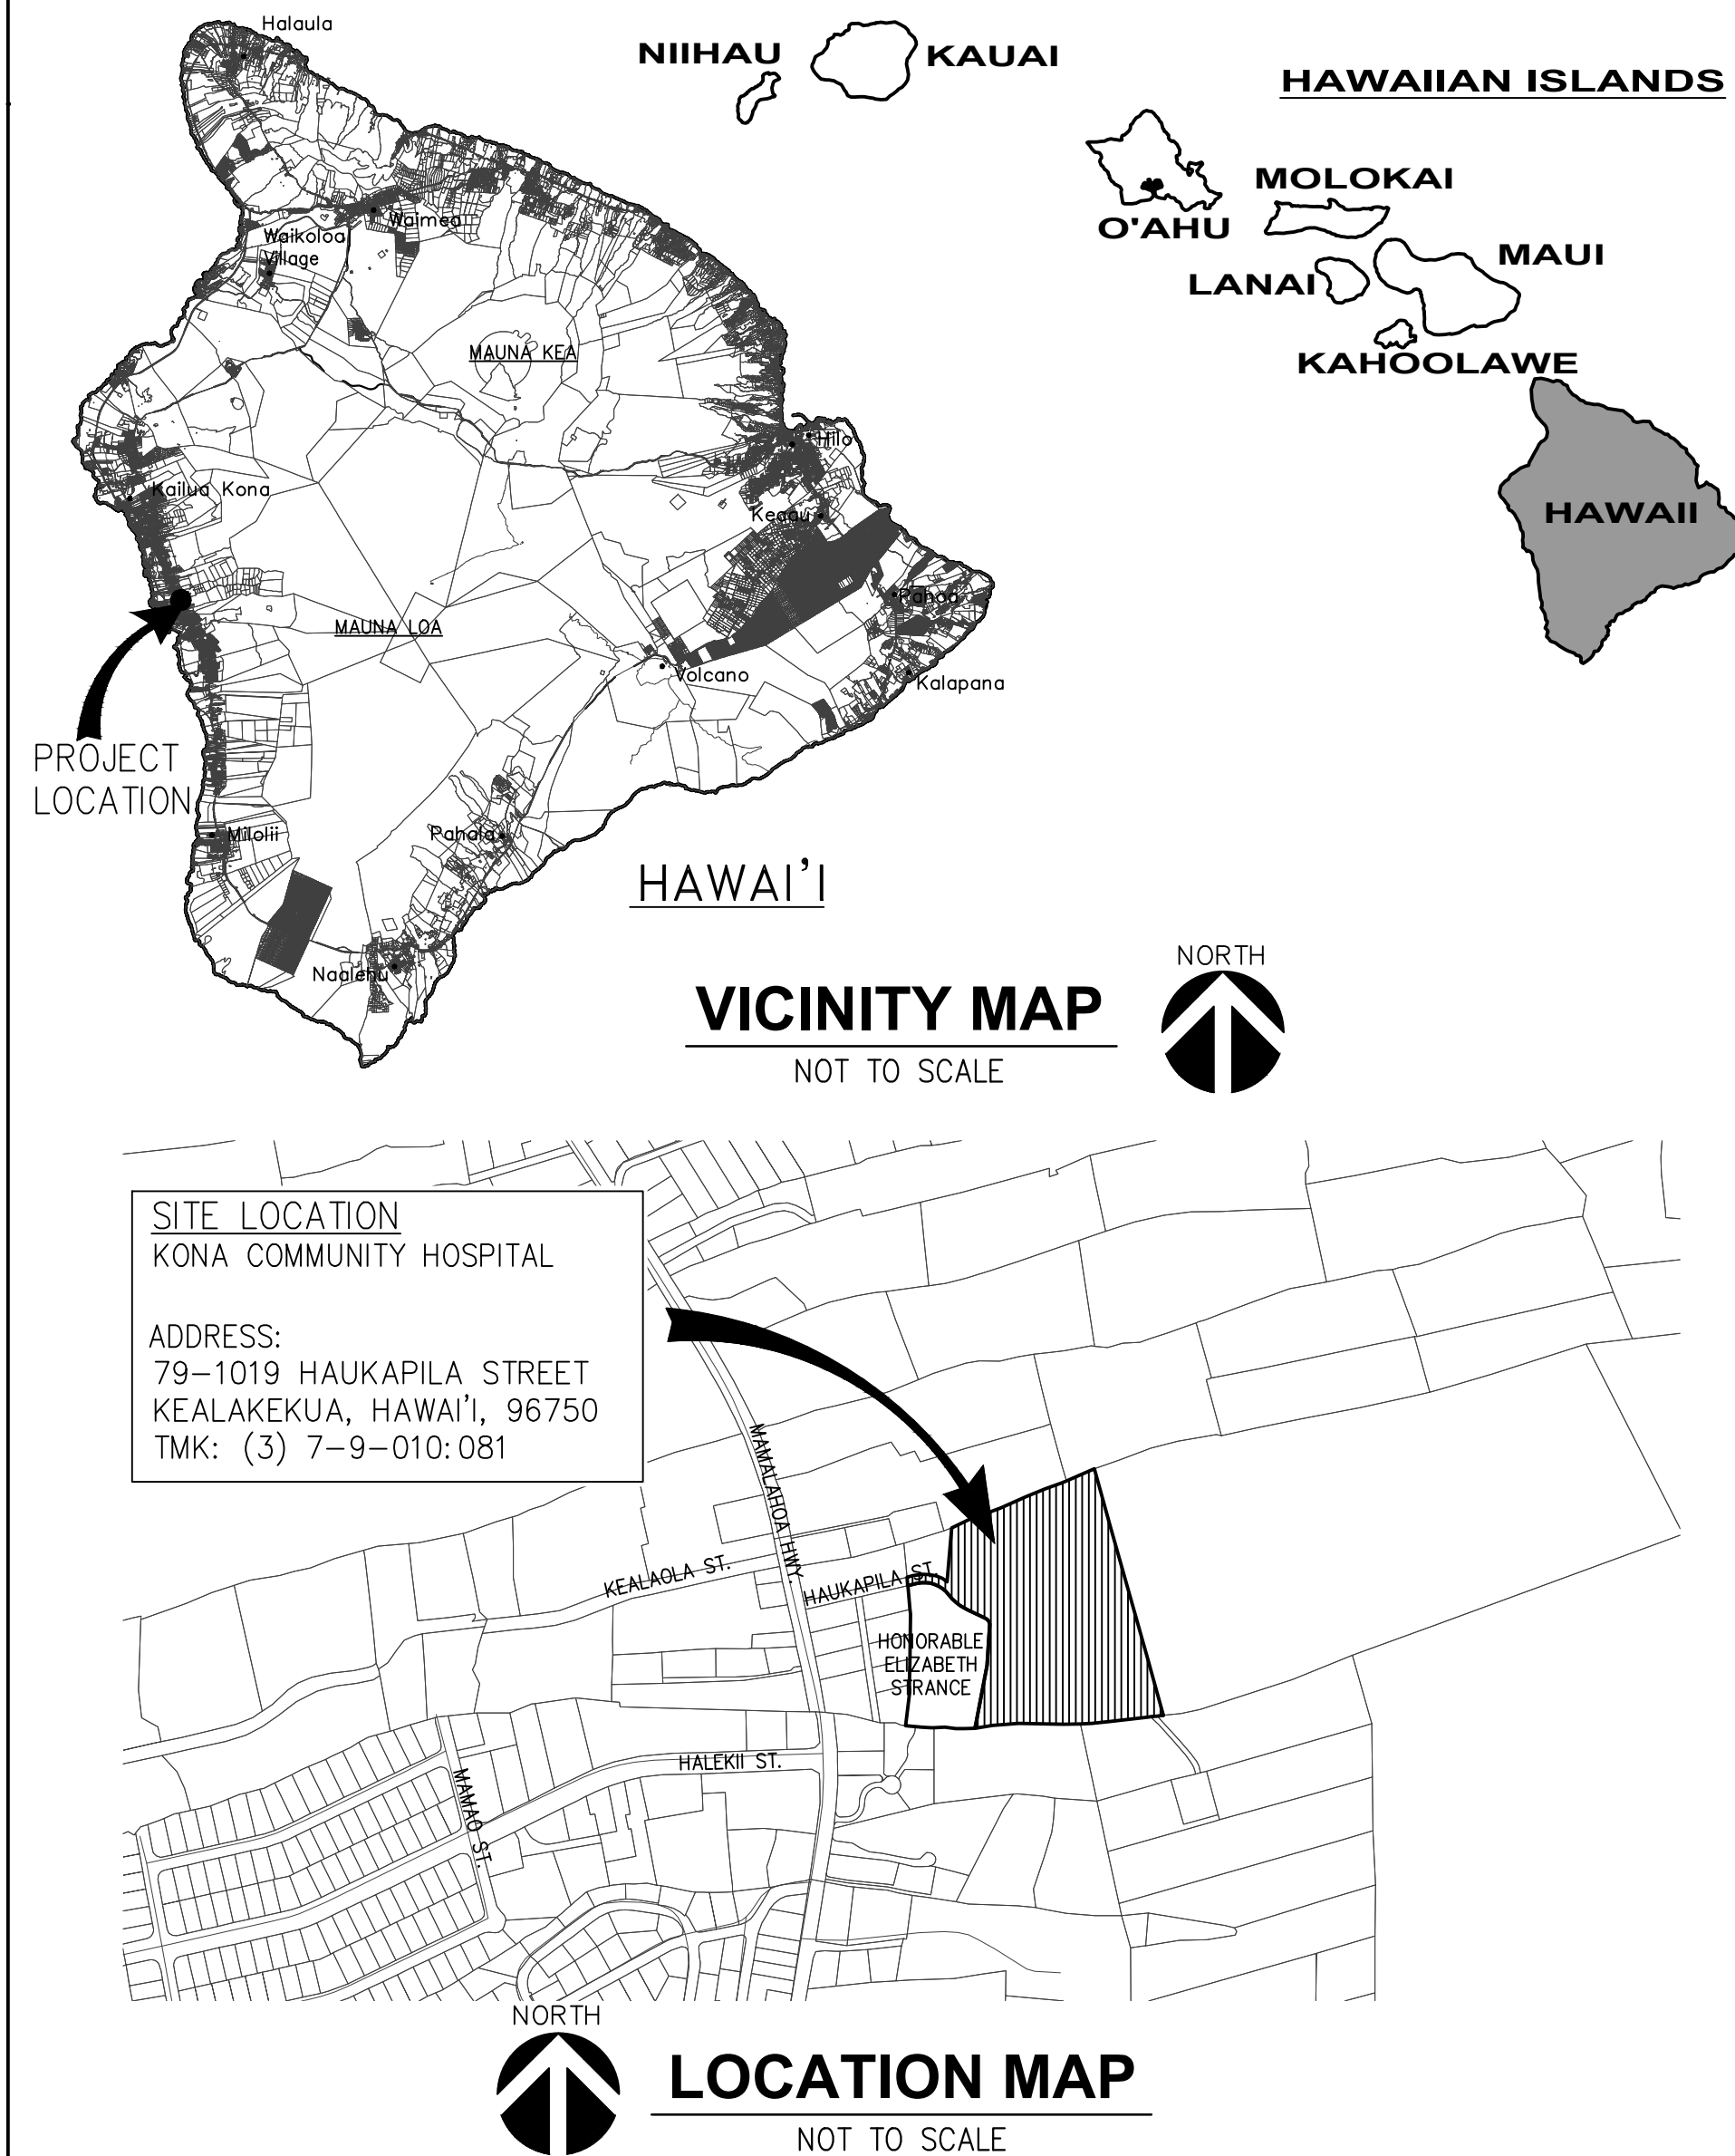 Halaula
NIIHAU
KAUAI
HAWAIIAN ISLANDS
MOLOKAI
O'AHU
LANAI
MAUI
KAHOOLAWE
HAWAII
Waimea
Waikoloa
Village
MAUNA KEA
Hilo
Kailua Kona
Keaau
Pahoa
MAUNA LOA
Volcano
Kalapana
PROJECT
LOCATION
Milolii
Pahala
HAWAI'I
Naalehu
NORTH
VICINITY MAP
NOT TO SCALE
SITE LOCATION
KONA COMMUNITY HOSPITAL
ADDRESS:
79-1019 HAUKAPILA STREET
KEALAKEKUA, HAWAI'I, 96750
TMK: (3) 7-9-010:081
MAMALAHOA HWY.
KEALAOLA ST.
HAUKAPILA ST.
HONORABLE
ELIZABETH
STRANCE
HALEKII ST.
MAMAO ST.
NORTH
LOCATION MAP
NOT TO SCALE